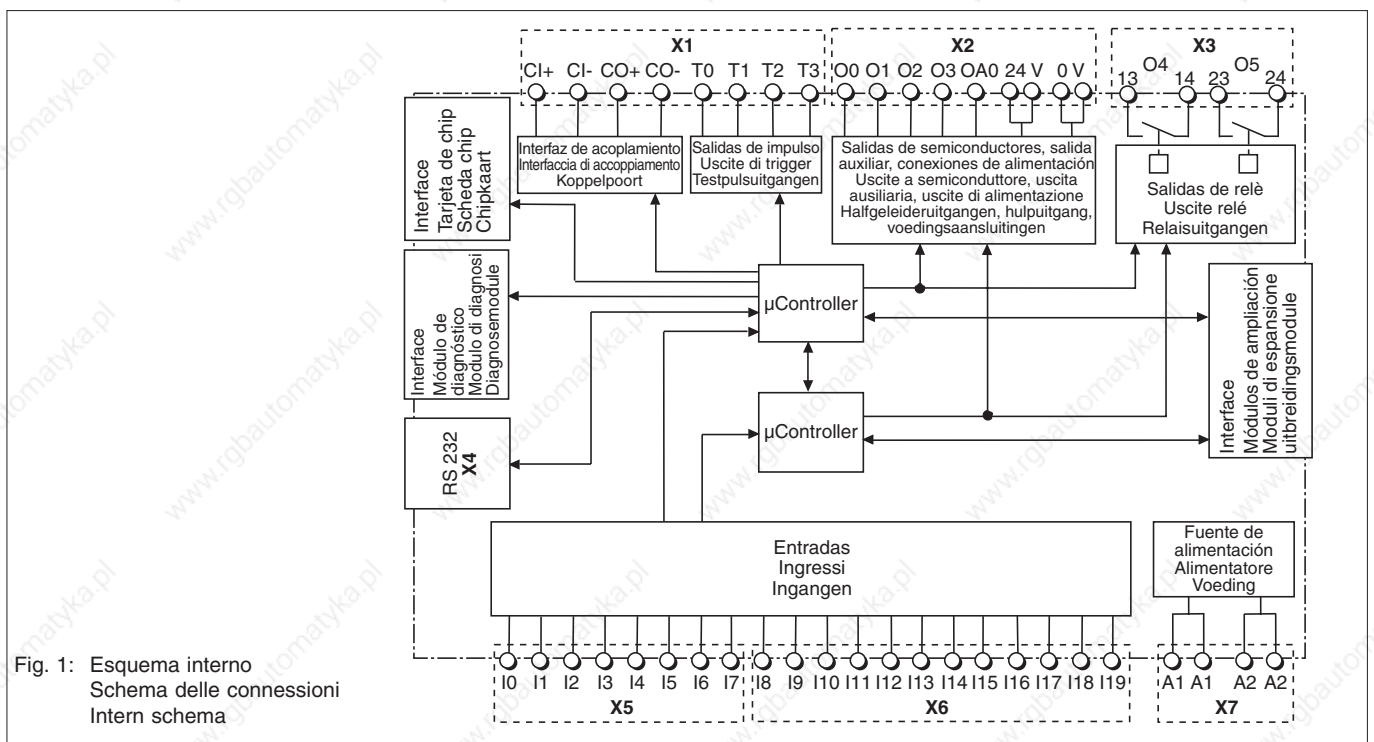 X1
X2
X3
CI+ CI- CO+ CO- T0 T1 T2 T3
O0 O1 O2 O3 OA0 24 V 0 V
13 O4 14 23 O5 24
Interface
Tarjeta de chip
Scheda chip
Chipkaart
Interfaz de acoplamiento
Interfaccia di accoppiamento
Koppelpoort
Salidas de impulso
Uscite di trigger
Testpulsuitgangen
Salidas de semiconductores, salida
auxiliar, conexiones de alimentación
Uscite a semiconduttore, uscita
ausiliaria, uscite di alimentazione
Halfgeleideruitgangen, hulpuitgang,
voedingsaansluitingen
Salidas de relè
Uscite relé
Relaisuitgangen
Interface
Módulo de
diagnóstico
Modulo di diagnosi
Diagnosemodule
µController
µController
Interface
Módulos de ampliación
Moduli di espansione
uitbreidingsmodule
RS 232
X4
Entradas
Ingressi
Ingangen
Fuente de
alimentación
Alimentatore
Voeding
I0 I1 I2 I3 I4 I5 I6 I7
I8 I9 I10 I11 I12 I13 I14 I15 I16 I17 I18 I19
A1 A1 A2 A2
X5
X6
X7
Fig. 1: Esquema interno
Schema delle connessioni
Intern schema
www.rgbautomatyka.pl